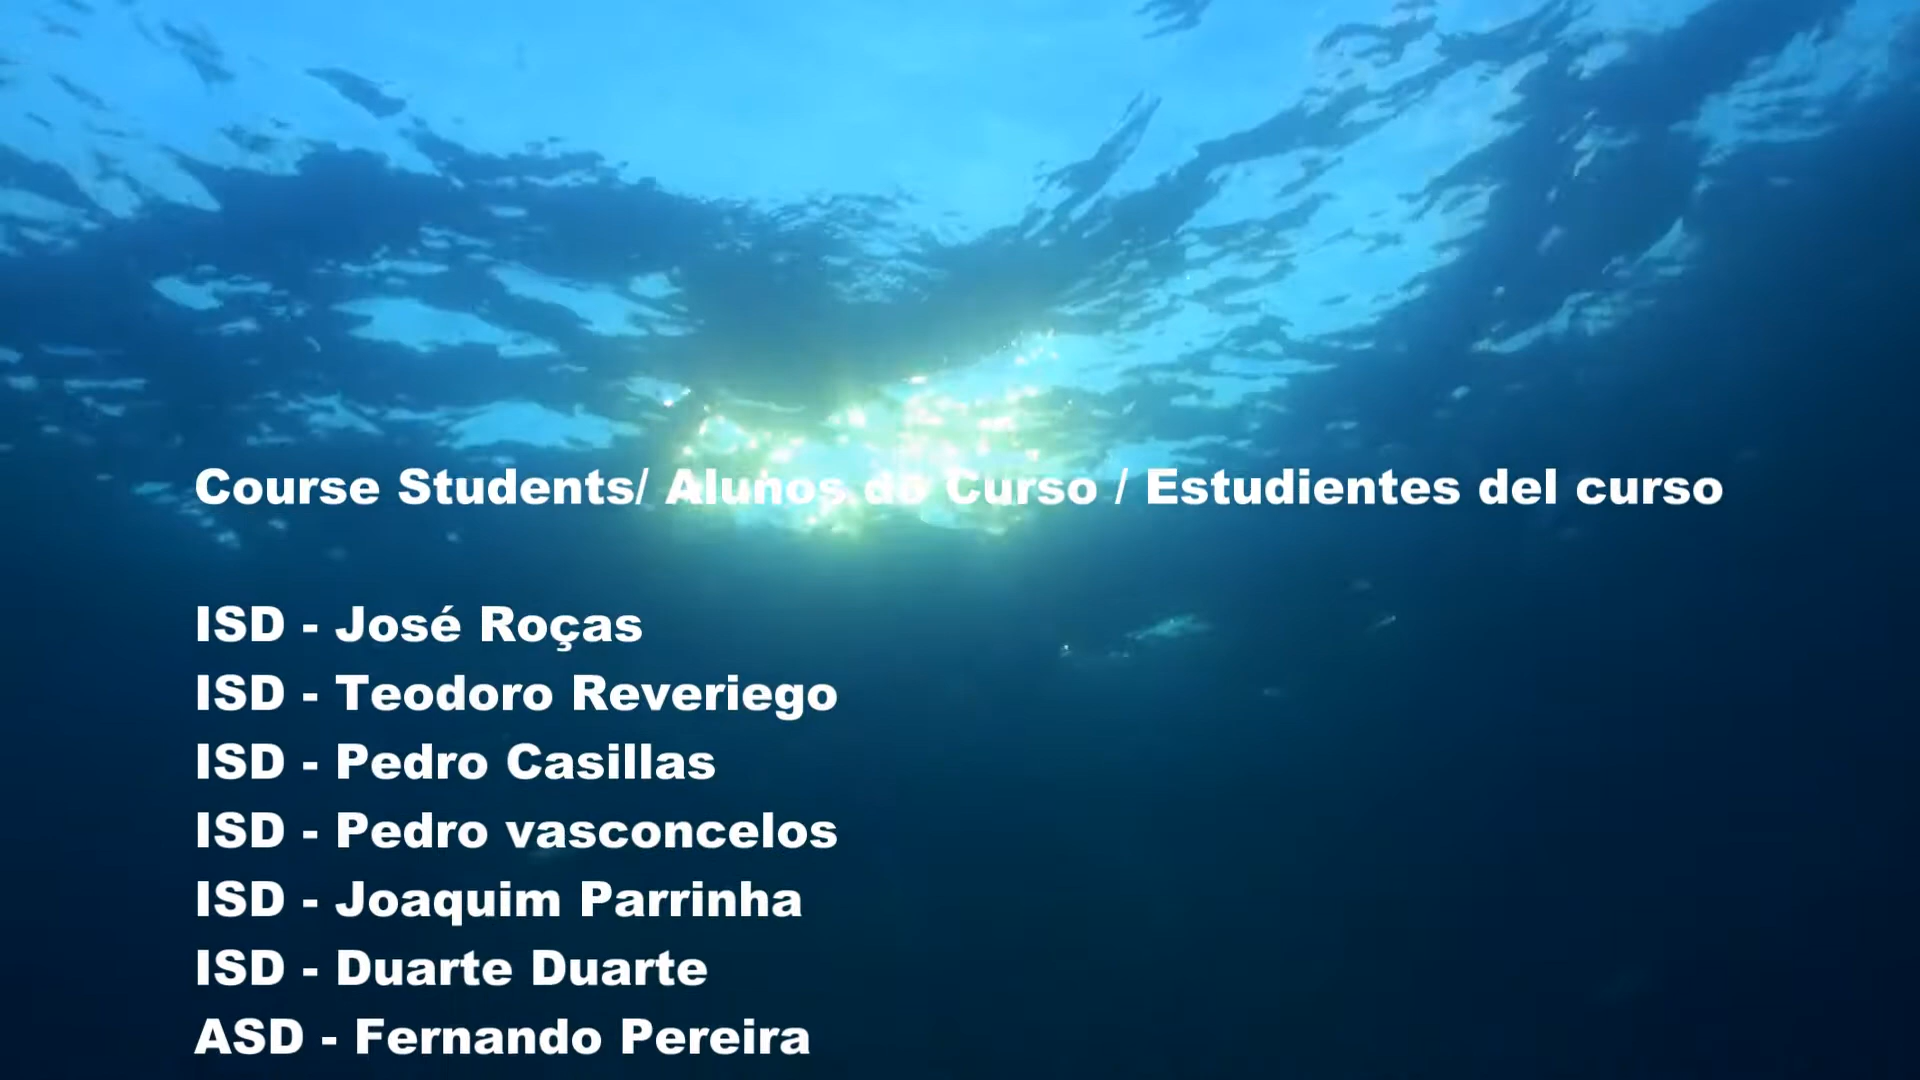 Course Students/ Alunos do Curso / Estudientes del curso
ISD - José Roças
ISD - Teodoro Reveriego
ISD - Pedro Casillas
ISD - Pedro vasconcelos
ISD - Joaquim Parrinha
ISD - Duarte Duarte
ASD - Fernando Pereira